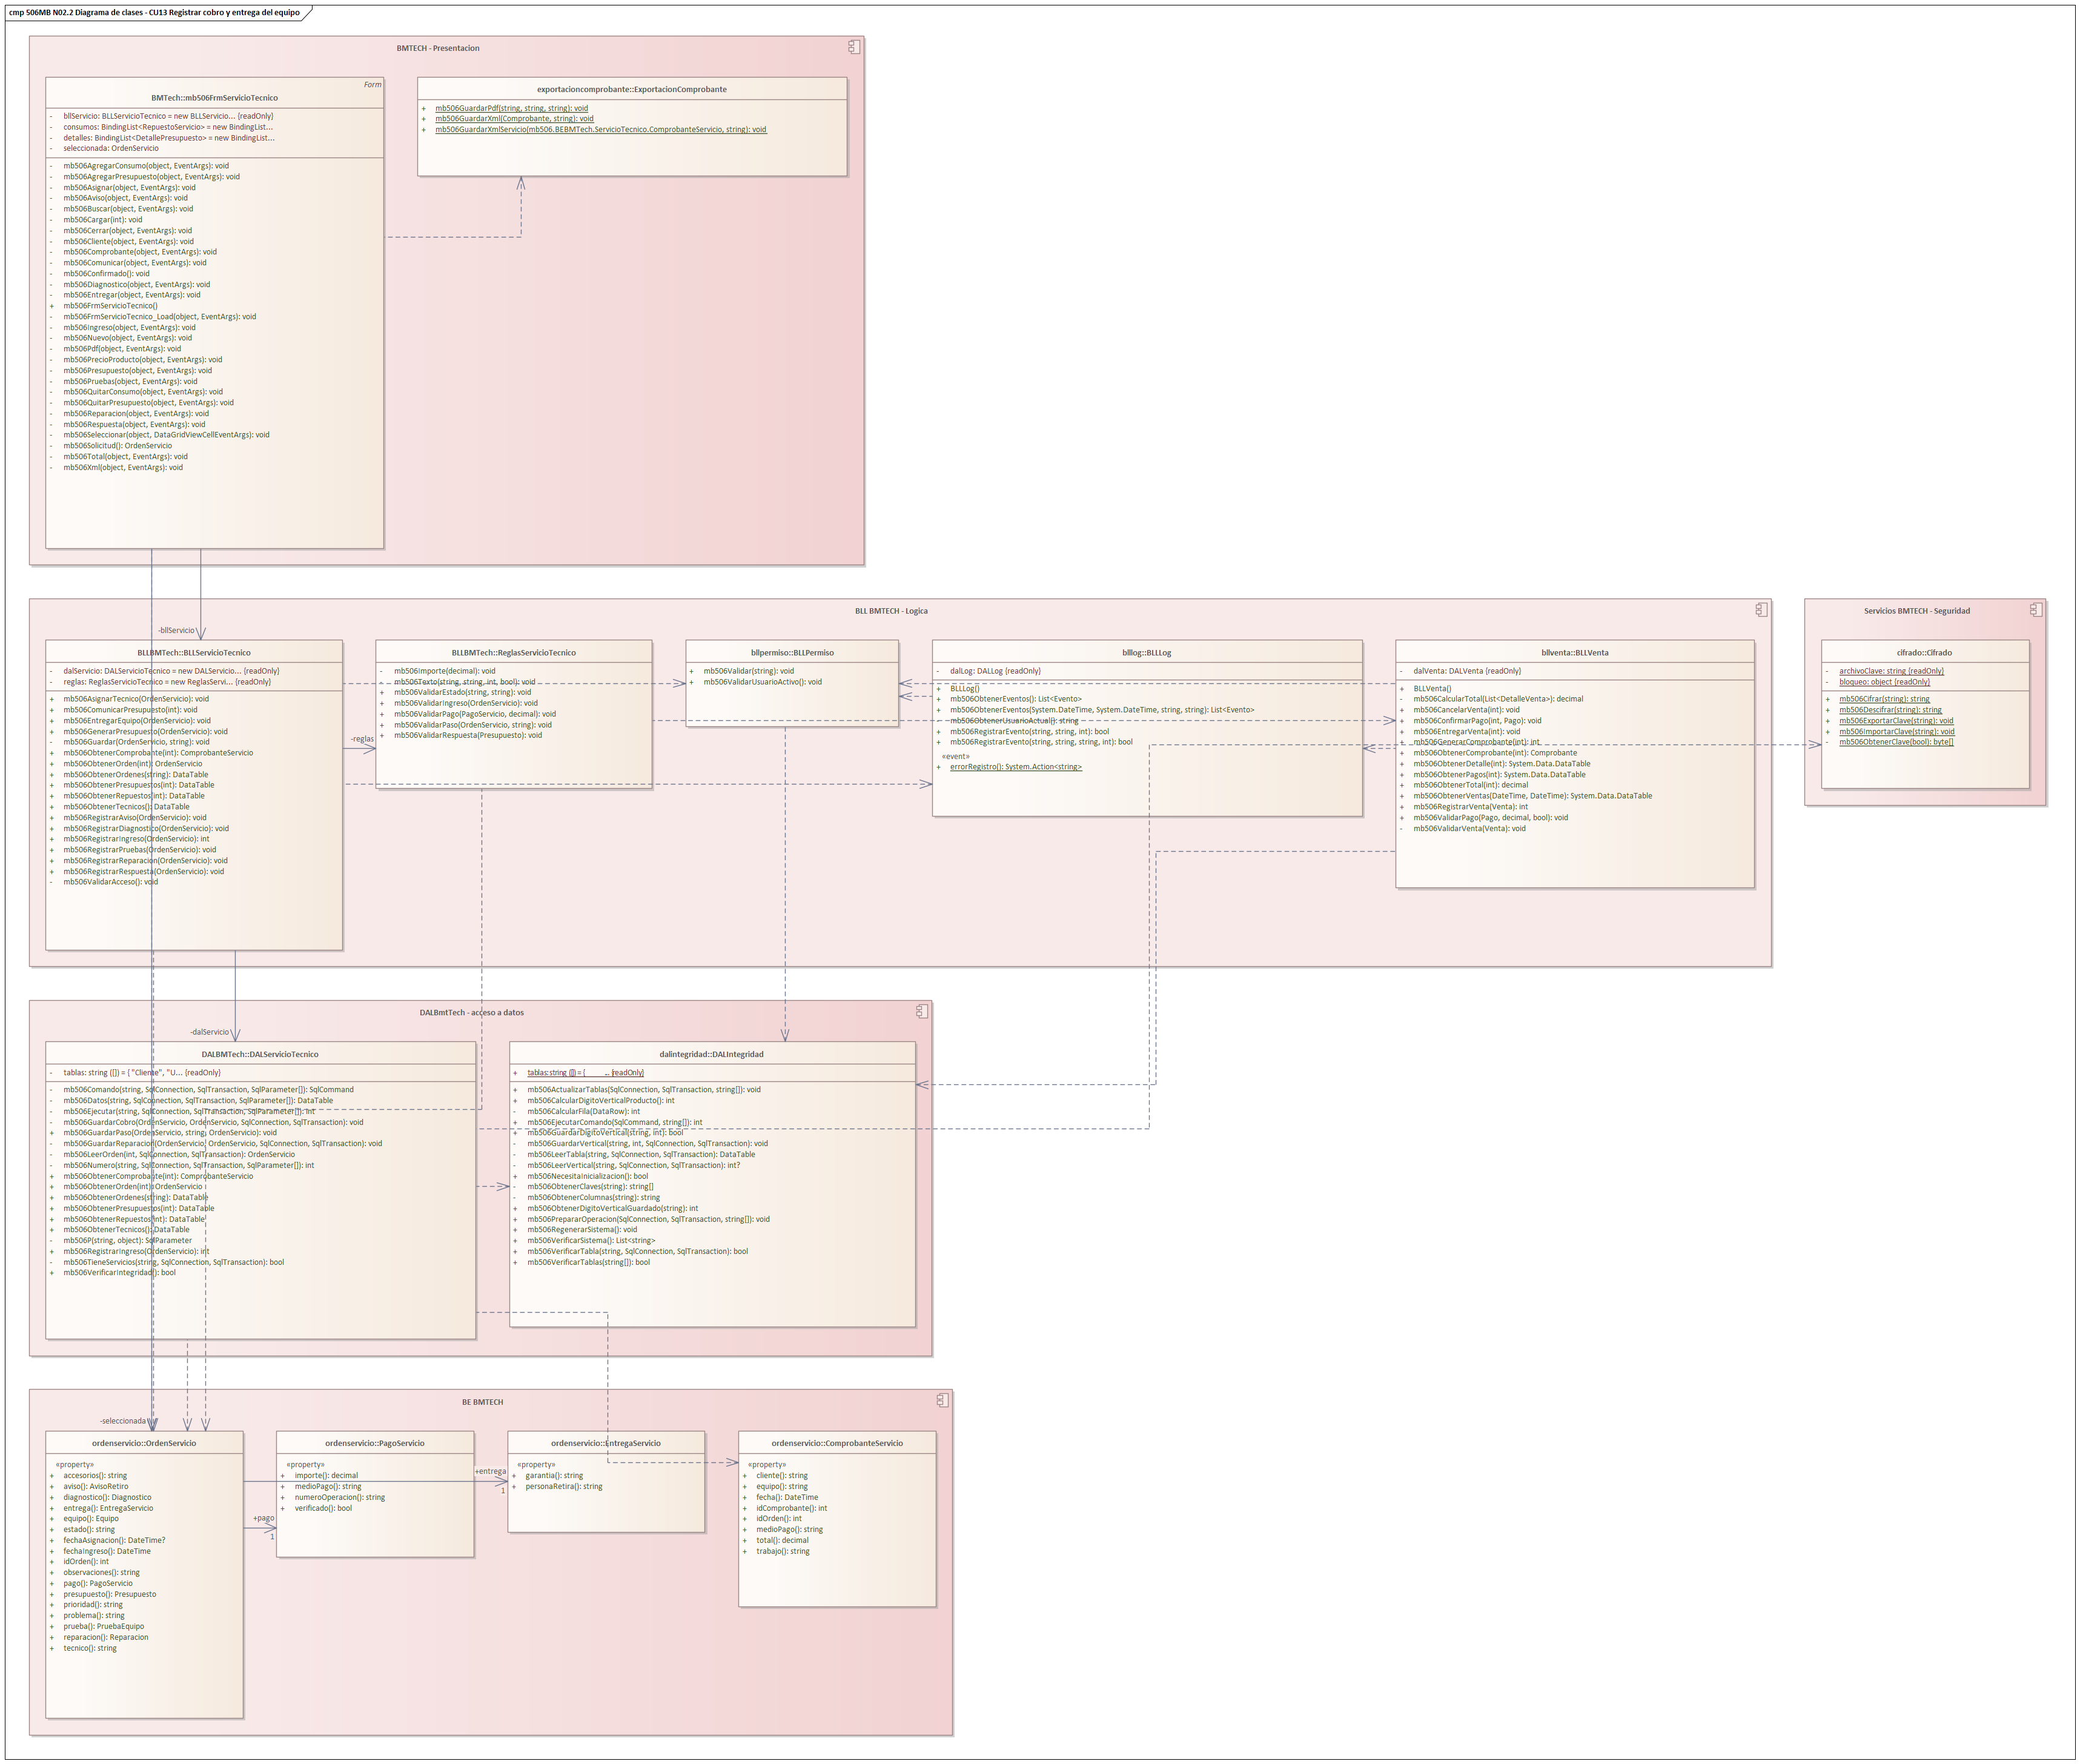 cmp 506MB N02.2 Diagrama de clases - CU13 Registrar cobro y entrega del equipo
BMTECH - Presentacion
Form
BMTech::mb506FrmServicioTecnico
- bllServicio: BLLServicioTecnico = new BLLServicio... {readOnly}
- consumos: BindingList<RepuestoServicio> = new BindingList...
- detalles: BindingList<DetallePresupuesto> = new BindingList...
- seleccionada: OrdenServicio
- mb506AgregarConsumo(object, EventArgs): void
- mb506AgregarPresupuesto(object, EventArgs): void
- mb506Asignar(object, EventArgs): void
- mb506Aviso(object, EventArgs): void
- mb506Buscar(object, EventArgs): void
- mb506Cargar(int): void
- mb506Cerrar(object, EventArgs): void
- mb506Cliente(object, EventArgs): void
- mb506Comprobante(object, EventArgs): void
- mb506Comunicar(object, EventArgs): void
- mb506Confirmado(): void
- mb506Diagnostico(object, EventArgs): void
- mb506Entregar(object, EventArgs): void
+ mb506FrmServicioTecnico()
- mb506FrmServicioTecnico_Load(object, EventArgs): void
- mb506Ingreso(object, EventArgs): void
- mb506Nuevo(object, EventArgs): void
- mb506Pdf(object, EventArgs): void
- mb506PrecioProducto(object, EventArgs): void
- mb506Presupuesto(object, EventArgs): void
- mb506Pruebas(object, EventArgs): void
- mb506QuitarConsumo(object, EventArgs): void
- mb506QuitarPresupuesto(object, EventArgs): void
- mb506Reparacion(object, EventArgs): void
- mb506Respuesta(object, EventArgs): void
- mb506Seleccionar(object, DataGridViewCellEventArgs): void
- mb506Solicitud(): OrdenServicio
- mb506Total(object, EventArgs): void
- mb506Xml(object, EventArgs): void
exportacioncomprobante::ExportacionComprobante
+ mb506GuardarPdf(string, string, string): void
+ mb506GuardarXml(Comprobante, string): void
+ mb506GuardarXmlServicio(mb506.BEBMTech.ServicioTecnico.ComprobanteServicio, string): void
BLL BMTECH - Logica
-bllServicio
BLLBMTech::BLLServicioTecnico
- dalServicio: DALServicioTecnico = new DALServicio... {readOnly}
- reglas: ReglasServicioTecnico = new ReglasServi... {readOnly}
+ mb506AsignarTecnico(OrdenServicio): void
+ mb506ComunicarPresupuesto(int): void
+ mb506EntregarEquipo(OrdenServicio): void
+ mb506GenerarPresupuesto(OrdenServicio): void
- mb506Guardar(OrdenServicio, string): void
+ mb506ObtenerComprobante(int): ComprobanteServicio
+ mb506ObtenerOrden(int): OrdenServicio
+ mb506ObtenerOrdenes(string): DataTable
+ mb506ObtenerPresupuestos(int): DataTable
+ mb506ObtenerRepuestos(int): DataTable
+ mb506ObtenerTecnicos(): DataTable
+ mb506RegistrarAviso(OrdenServicio): void
+ mb506RegistrarDiagnostico(OrdenServicio): void
+ mb506RegistrarIngreso(OrdenServicio): int
+ mb506RegistrarPruebas(OrdenServicio): void
+ mb506RegistrarReparacion(OrdenServicio): void
+ mb506RegistrarRespuesta(OrdenServicio): void
- mb506ValidarAcceso(): void
-reglas
BLLBMTech::ReglasServicioTecnico
- mb506Importe(decimal): void
- mb506Texto(string, string, int, bool): void
+ mb506ValidarEstado(string, string): void
+ mb506ValidarIngreso(OrdenServicio): void
+ mb506ValidarPago(PagoServicio, decimal): void
+ mb506ValidarPaso(OrdenServicio, string): void
+ mb506ValidarRespuesta(Presupuesto): void
bllpermiso::BLLPermiso
+ mb506Validar(string): void
+ mb506ValidarUsuarioActivo(): void
blllog::BLLLog
- dalLog: DALLog {readOnly}
+ BLLLog()
+ mb506ObtenerEventos(): List<Evento>
+ mb506ObtenerEventos(System.DateTime, System.DateTime, string, string): List<Evento>
- mb506ObtenerUsuarioActual(): string
+ mb506RegistrarEvento(string, string, int): bool
+ mb506RegistrarEvento(string, string, string, int): bool
«event»
+ errorRegistro(): System.Action<string>
bllventa::BLLVenta
- dalVenta: DALVenta {readOnly}
+ BLLVenta()
- mb506CalcularTotal(List<DetalleVenta>): decimal
+ mb506CancelarVenta(int): void
+ mb506ConfirmarPago(int, Pago): void
+ mb506EntregarVenta(int): void
+ mb506GenerarComprobante(int): int
+ mb506ObtenerComprobante(int): Comprobante
+ mb506ObtenerDetalle(int): System.Data.DataTable
+ mb506ObtenerPagos(int): System.Data.DataTable
+ mb506ObtenerTotal(int): decimal
+ mb506ObtenerVentas(DateTime, DateTime): System.Data.DataTable
+ mb506RegistrarVenta(Venta): int
+ mb506ValidarPago(Pago, decimal, bool): void
- mb506ValidarVenta(Venta): void
Servicios BMTECH - Seguridad
cifrado::Cifrado
- archivoClave: string {readOnly}
- bloqueo: object {readOnly}
+ mb506Cifrar(string): string
+ mb506Descifrar(string): string
+ mb506ExportarClave(string): void
+ mb506ImportarClave(string): void
- mb506ObtenerClave(bool): byte[]
DALBmtTech - acceso a datos
-dalServicio
DALBMTech::DALServicioTecnico
- tablas: string ([]) = { "Cliente", "U... {readOnly}
- mb506Comando(string, SqlConnection, SqlTransaction, SqlParameter[]): SqlCommand
- mb506Datos(string, SqlConnection, SqlTransaction, SqlParameter[]): DataTable
- mb506Ejecutar(string, SqlConnection, SqlTransaction, SqlParameter[]): int
- mb506GuardarCobro(OrdenServicio, OrdenServicio, SqlConnection, SqlTransaction): void
+ mb506GuardarPaso(OrdenServicio, string, OrdenServicio): void
- mb506GuardarReparacion(OrdenServicio, OrdenServicio, SqlConnection, SqlTransaction): void
- mb506LeerOrden(int, SqlConnection, SqlTransaction): OrdenServicio
- mb506Numero(string, SqlConnection, SqlTransaction, SqlParameter[]): int
+ mb506ObtenerComprobante(int): ComprobanteServicio
+ mb506ObtenerOrden(int): OrdenServicio
+ mb506ObtenerOrdenes(string): DataTable
+ mb506ObtenerPresupuestos(int): DataTable
+ mb506ObtenerRepuestos(int): DataTable
+ mb506ObtenerTecnicos(): DataTable
- mb506P(string, object): SqlParameter
+ mb506RegistrarIngreso(OrdenServicio): int
- mb506TieneServicios(string, SqlConnection, SqlTransaction): bool
+ mb506VerificarIntegridad(): bool
dalintegridad::DALIntegridad
+ tablas: string ([]) = { ... {readOnly}
+ mb506ActualizarTablas(SqlConnection, SqlTransaction, string[]): void
+ mb506CalcularDigitoVerticalProducto(): int
- mb506CalcularFila(DataRow): int
+ mb506EjecutarComando(SqlCommand, string[]): int
+ mb506GuardarDigitoVertical(string, int): bool
- mb506GuardarVertical(string, int, SqlConnection, SqlTransaction): void
- mb506LeerTabla(string, SqlConnection, SqlTransaction): DataTable
- mb506LeerVertical(string, SqlConnection, SqlTransaction): int?
+ mb506NecesitaInicializacion(): bool
- mb506ObtenerClaves(string): string[]
- mb506ObtenerColumnas(string): string
+ mb506ObtenerDigitoVerticalGuardado(string): int
+ mb506PrepararOperacion(SqlConnection, SqlTransaction, string[]): void
+ mb506RegenerarSistema(): void
+ mb506VerificarSistema(): List<string>
+ mb506VerificarTabla(string, SqlConnection, SqlTransaction): bool
+ mb506VerificarTablas(string[]): bool
BE BMTECH
-seleccionada
ordenservicio::OrdenServicio
«property»
+ accesorios(): string
+ aviso(): AvisoRetiro
+ diagnostico(): Diagnostico
+ entrega(): EntregaServicio
+ equipo(): Equipo
+ estado(): string
+ fechaAsignacion(): DateTime?
+ fechaIngreso(): DateTime
+ idOrden(): int
+ observaciones(): string
+ pago(): PagoServicio
+ presupuesto(): Presupuesto
+ prioridad(): string
+ problema(): string
+ prueba(): PruebaEquipo
+ reparacion(): Reparacion
+ tecnico(): string
+pago
1
ordenservicio::PagoServicio
«property»
+ importe(): decimal
+ medioPago(): string
+ numeroOperacion(): string
+ verificado(): bool
+entrega
1
ordenservicio::EntregaServicio
«property»
+ garantia(): string
+ personaRetira(): string
ordenservicio::ComprobanteServicio
«property»
+ cliente(): string
+ equipo(): string
+ fecha(): DateTime
+ idComprobante(): int
+ idOrden(): int
+ medioPago(): string
+ total(): decimal
+ trabajo(): string